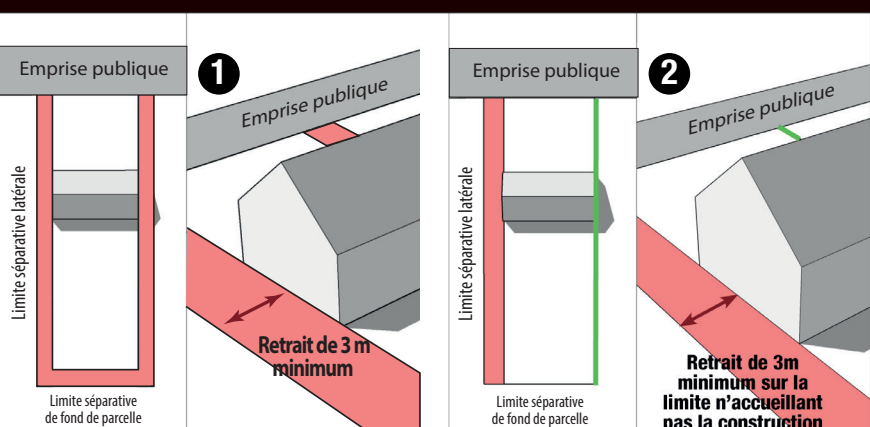 Emprise publique
Limite séparative latérale
Limite séparative
de fond de parcelle
1
Emprise publique
Retrait de 3 m
minimum
Emprise publique
Limite séparative latérale
Limite séparative
de fond de parcelle
2
Emprise publique
Retrait de 3m
minimum sur la
limite n'accueillant
pas la construction